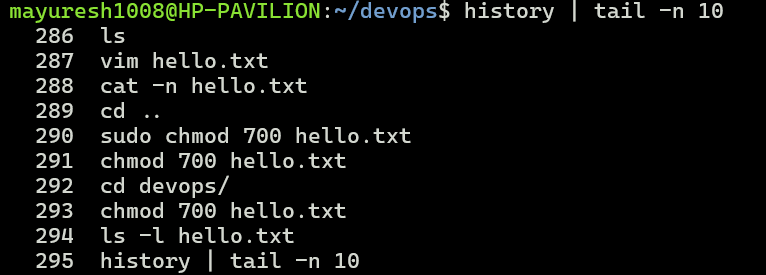 mayuresh1008@HP-PAVILION:~/devops$ history | tail -n 10
286 ls
287 vim hello.txt
288 cat -n hello.txt
289 cd ..
290 sudo chmod 700 hello.txt
291 chmod 700 hello.txt
292 cd devops/
293 chmod 700 hello.txt
294 ls -l hello.txt
295 history | tail -n 10